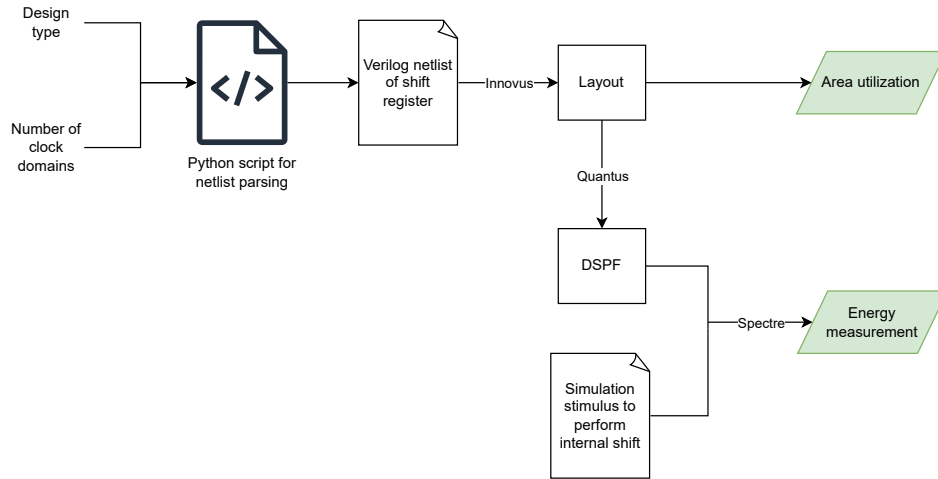 Design
type
Number of
clock
domains
</>
Python script for
netlist parsing
Verilog netlist
of shift
register
Innovus
Layout
Area utilization
Quantus
DSPF
Spectre
Energy
measurement
Simulation
stimulus to
perform
internal shift